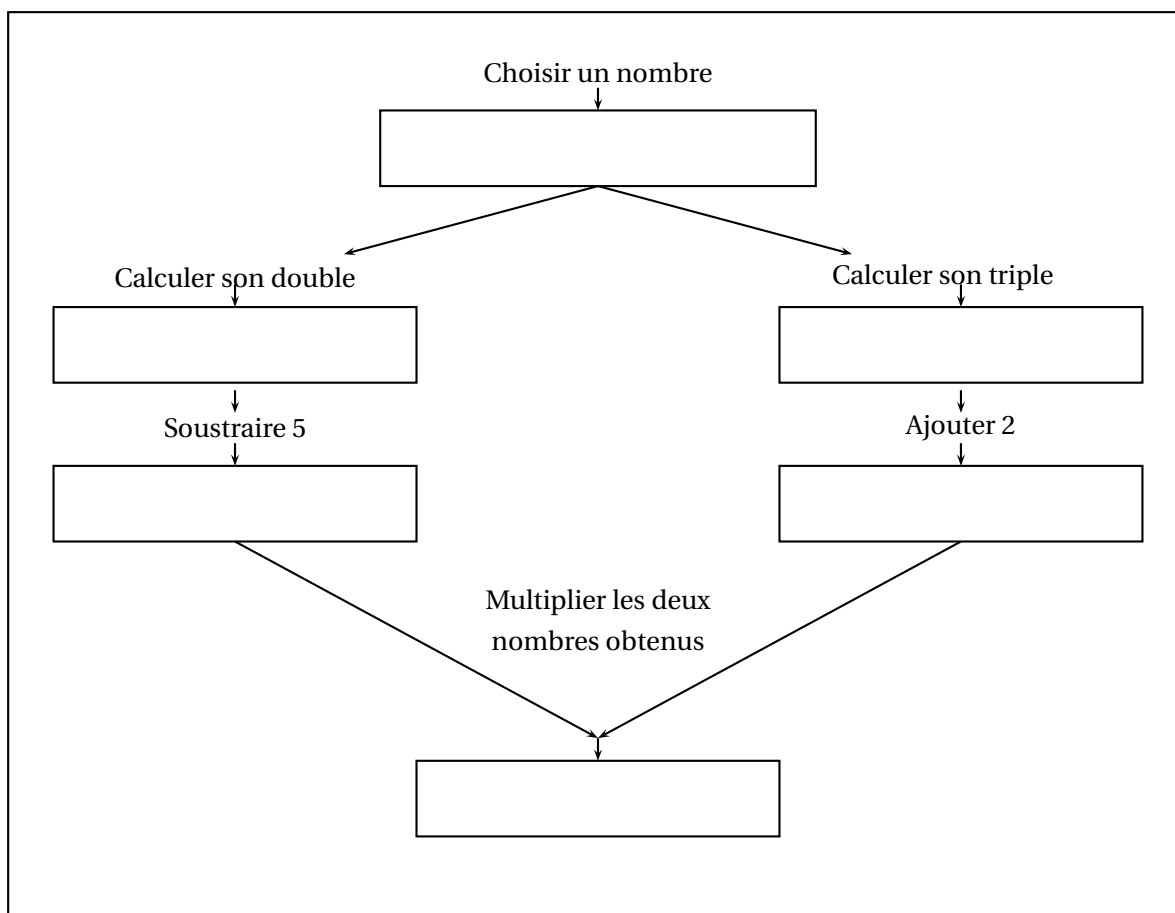 Choisir un nombre
Calculer son double
Calculer son triple
Soustraire 5
Ajouter 2
Multiplier les deux
nombres obtenus